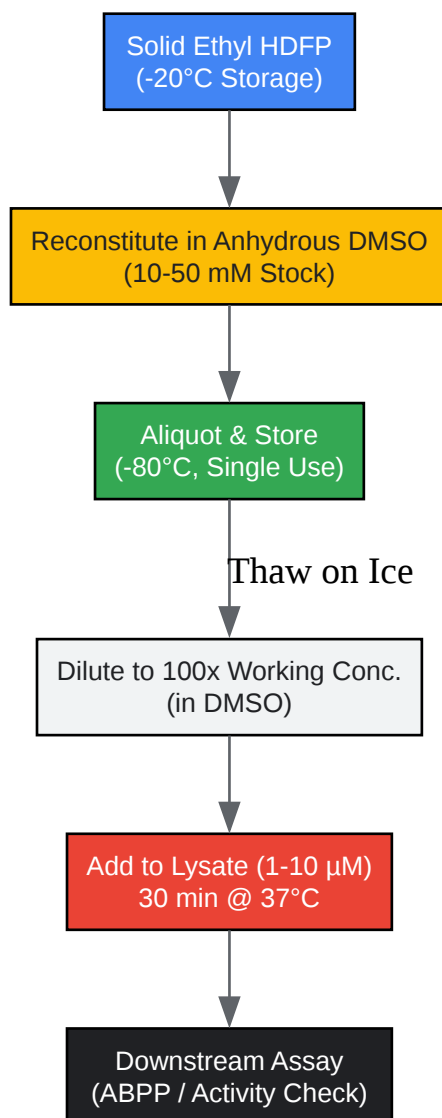 Solid Ethyl HDFP
(-20°C Storage)
Reconstitute in Anhydrous DMSO
(10-50 mM Stock)
Aliquot & Store
(-80°C, Single Use)
Thaw on Ice
Dilute to 100x Working Conc.
(in DMSO)
Add to Lysate (1-10 µM)
30 min @ 37°C
Downstream Assay
(ABPP / Activity Check)